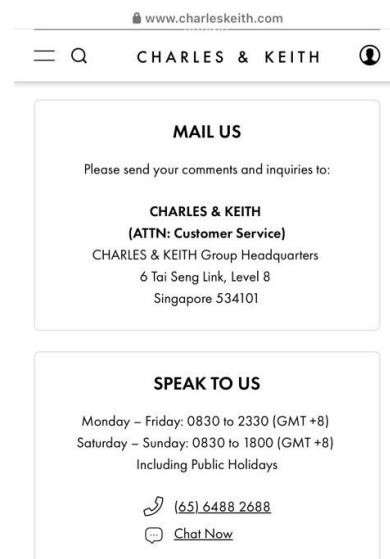 www.charleskeith.com
CHARLES & KEITH
MAIL US
Please send your comments and inquiries to:
CHARLES & KEITH
(ATTN: Customer Service)
CHARLES & KEITH Group Headquarters
6 Tai Seng Link, Level 8
Singapore 534101
SPEAK TO US
Monday – Friday: 0830 to 2330 (GMT +8)
Saturday – Sunday: 0830 to 1800 (GMT +8)
Including Public Holidays
(65) 6488 2688
Chat Now